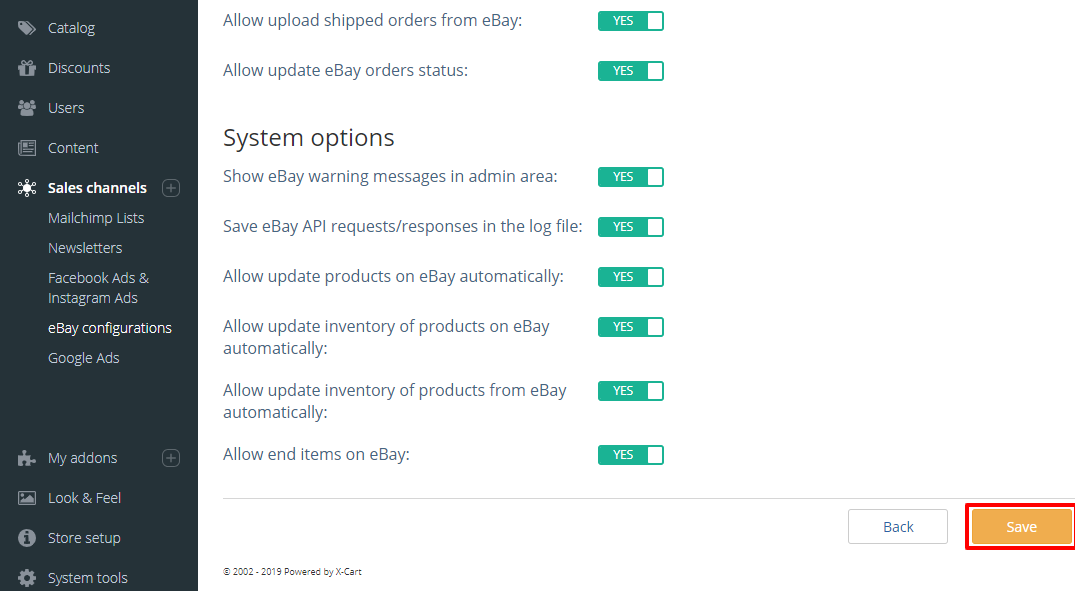 Catalog
Discounts
Users
Content
Sales channels
Mailchimp Lists
Newsletters
Facebook Ads &
Instagram Ads
eBay configurations
Google Ads
My addons
Look & Feel
Store setup
System tools
Allow upload shipped orders from eBay: YES
Allow update eBay orders status: YES
System options
Show eBay warning messages in admin area: YES
Save eBay API requests/responses in the log file: YES
Allow update products on eBay automatically: YES
Allow update inventory of products on eBay YES
automatically:
Allow update inventory of products from eBay YES
automatically:
Allow end items on eBay: YES
Back Save
© 2002 - 2019 Powered by X-Cart